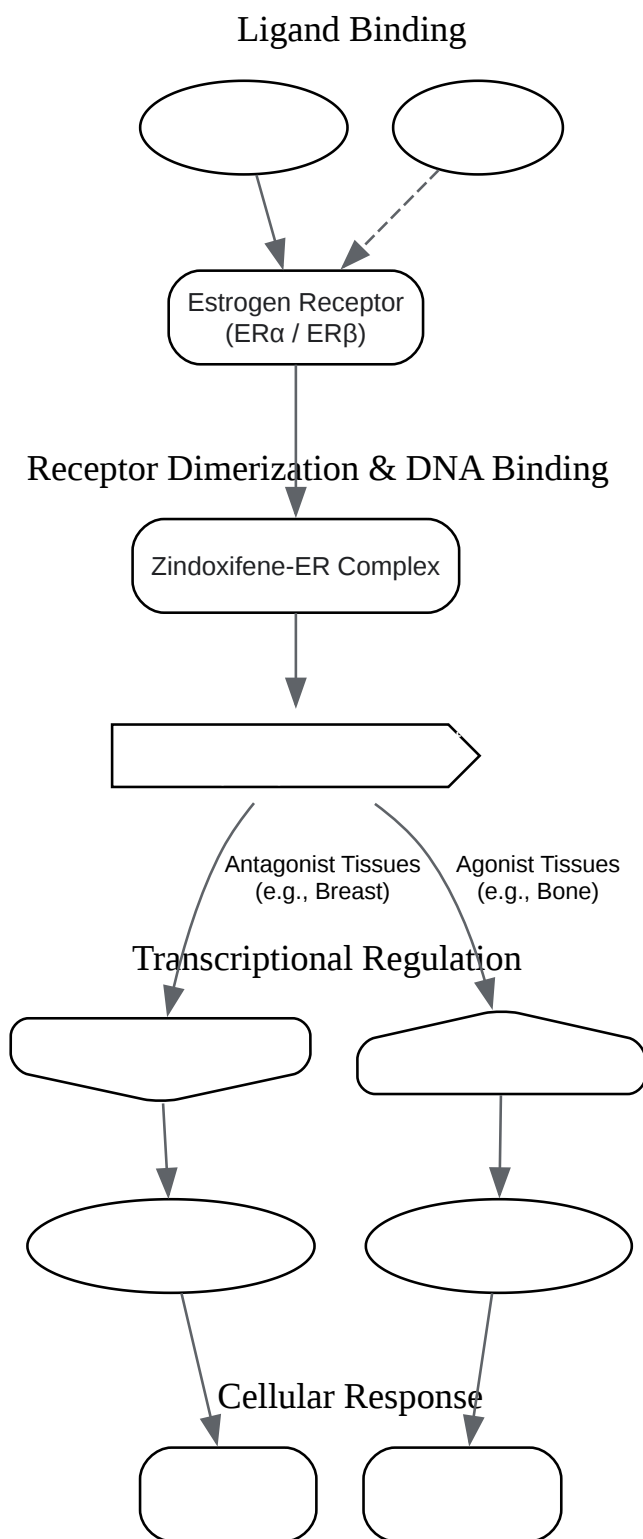 Ligand Binding
Estrogen Receptor
(ERα / ERβ)
Receptor Dimerization & DNA Binding
Zindoxifene-ER Complex
Antagonist Tissues
(e.g., Breast)
Agonist Tissues
(e.g., Bone)
Transcriptional Regulation
Cellular Response